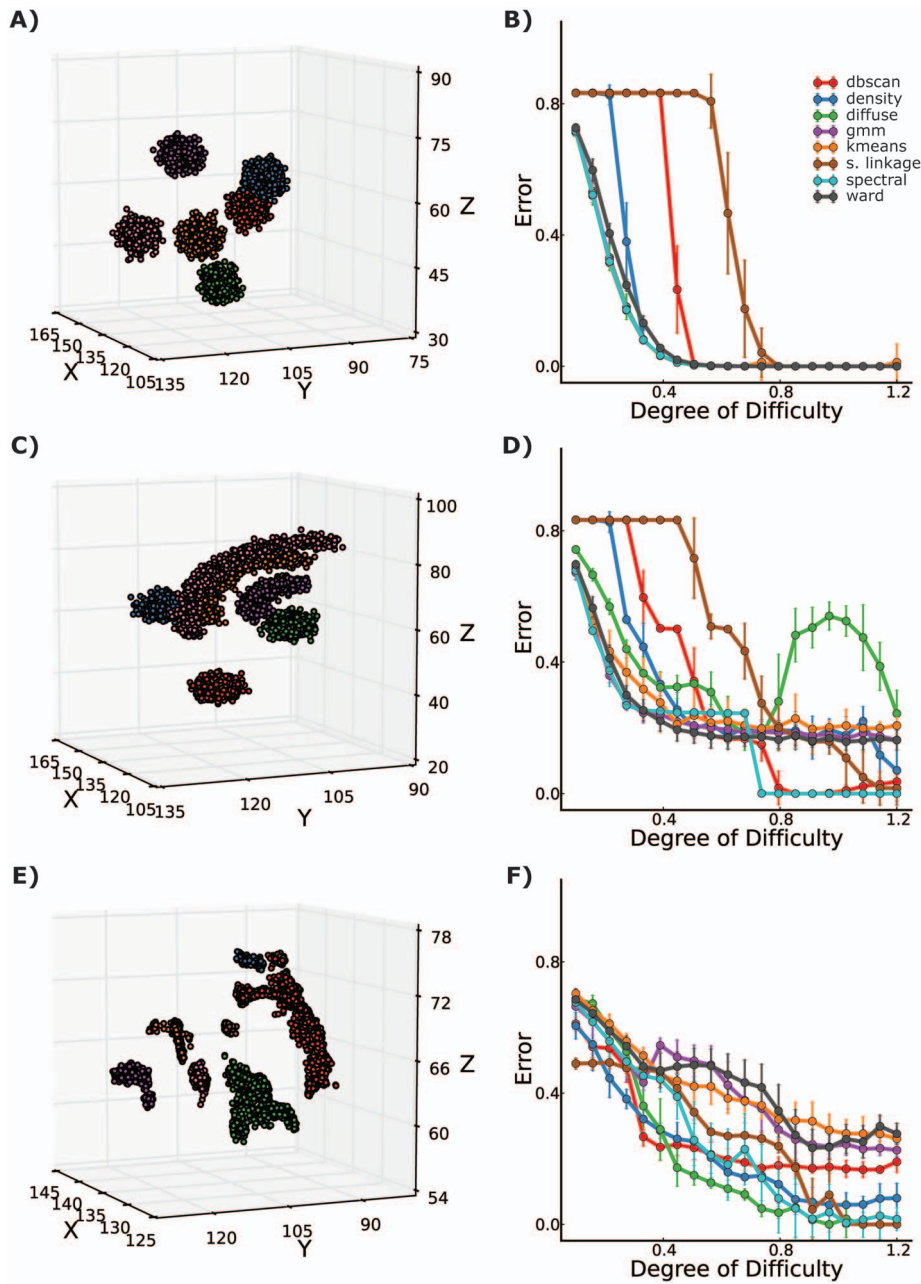 A)
90
75
60
Z
45
30
165
150
135
120
105
X
135
120
105
Y
75
B)
Error
0.8
0.4
0.0
0.4
0.8
1.2
Degree of Difficulty
dbscan
density
diffuse
gmm
kmeans
s. linkage
spectral
ward
C)
100
80
60
Z
40
20
165
150
135
120
105
X
135
120
105
Y
90
D)
Error
0.8
0.4
0.0
0.4
0.8
1.2
Degree of Difficulty
E)
78
72
66
Z
60
54
145
140
135
130
125
X
120
105
Y
90
F)
Error
0.8
0.4
0.0
0.4
0.8
1.2
Degree of Difficulty